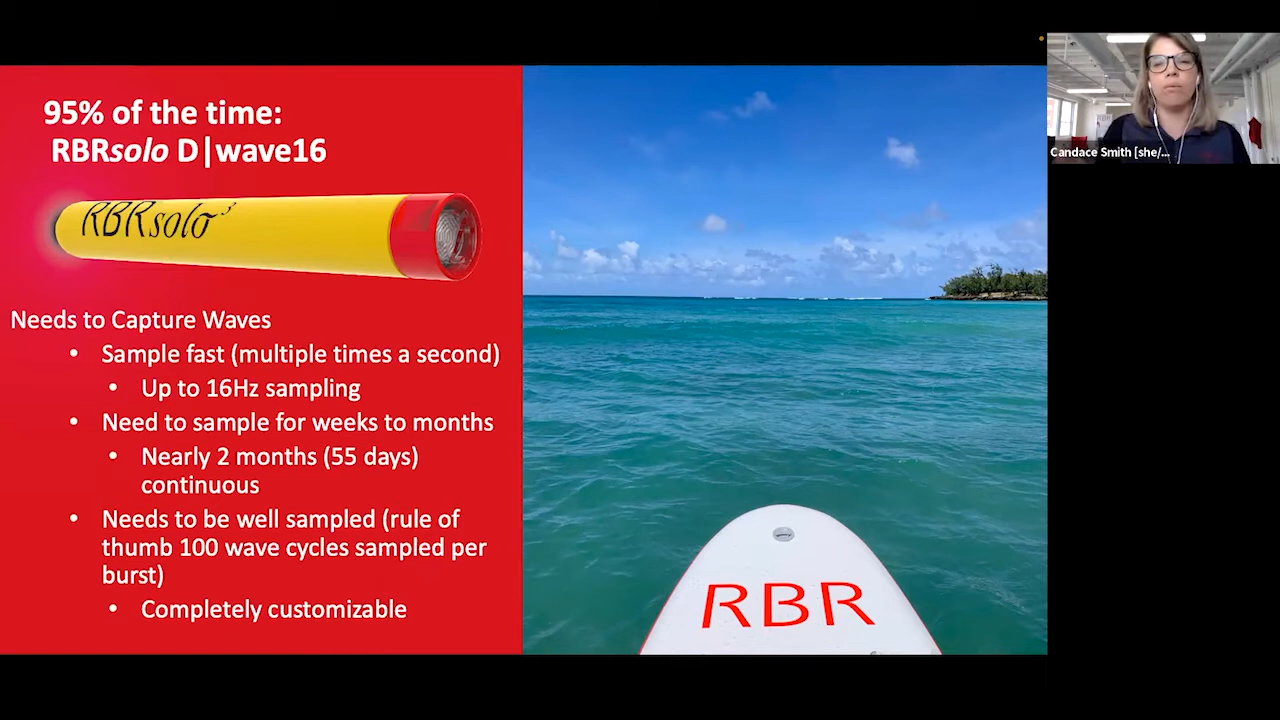 95% of the time:
RBRsolo D|wave16
RBRsolo³
Needs to Capture Waves
• Sample fast (multiple times a second)
• Up to 16Hz sampling
• Need to sample for weeks to months
• Nearly 2 months (55 days)
continuous
• Needs to be well sampled (rule of
thumb 100 wave cycles sampled per
burst)
• Completely customizable
RBR
Candace Smith [she/...